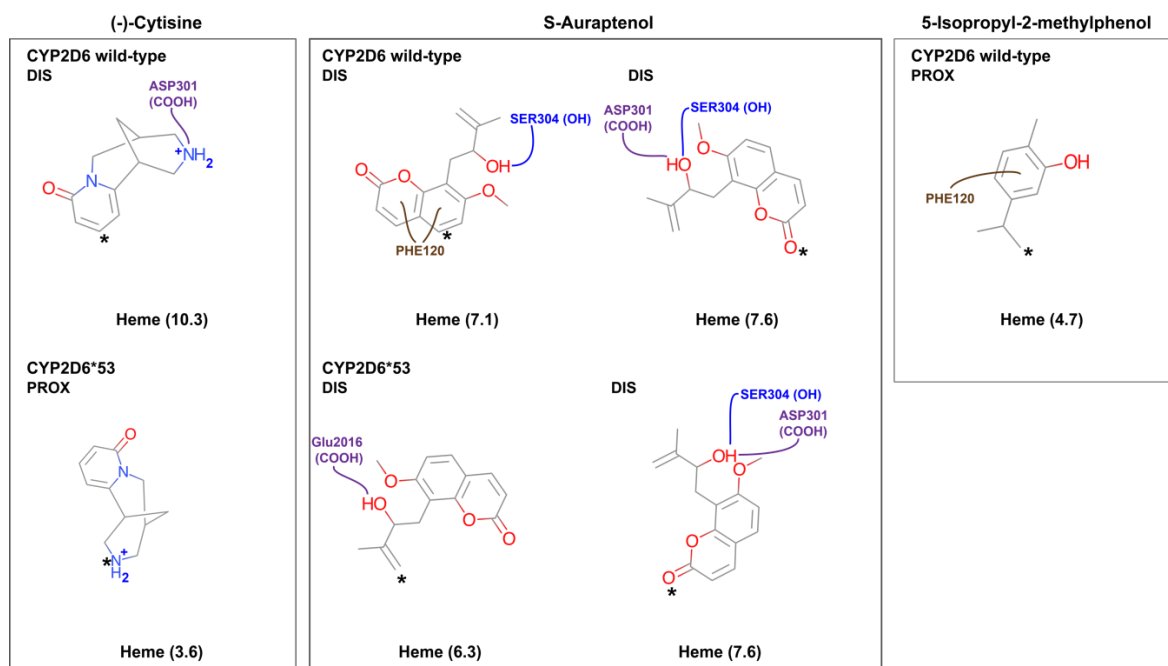 (-)-Cytisine
CYP2D6 wild-type
DIS
ASP301
(COOH)
+
NH2
N
O
*
Heme (10.3)
CYP2D6*53
PROX
O
N
*
+
N
H2
Heme (3.6)
S-Auraptenol
CYP2D6 wild-type
DIS
SER304 (OH)
OH
O
O
O
*
PHE120
Heme (7.1)
DIS
SER304 (OH)
ASP301
(COOH)
HO
O
O
O
*
Heme (7.6)
CYP2D6*53
DIS
Glu2016
(COOH)
O
HO
O
O
*
Heme (6.3)
DIS
SER304 (OH)
ASP301
(COOH)
OH
O
O
O
*
Heme (7.6)
5-Isopropyl-2-methylphenol
CYP2D6 wild-type
PROX
OH
PHE120
*
Heme (4.7)